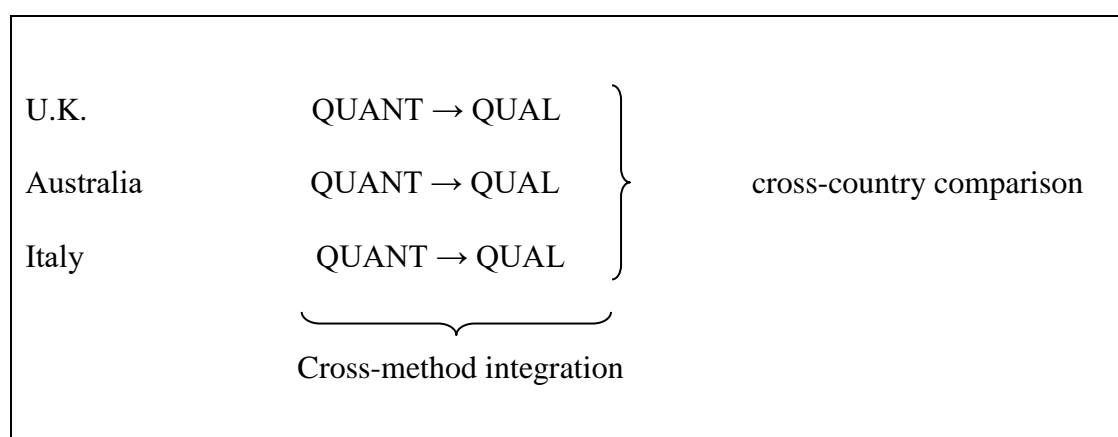 U.K. QUANT → QUAL
Australia QUANT → QUAL cross-country comparison
Italy QUANT → QUAL
Cross-method integration